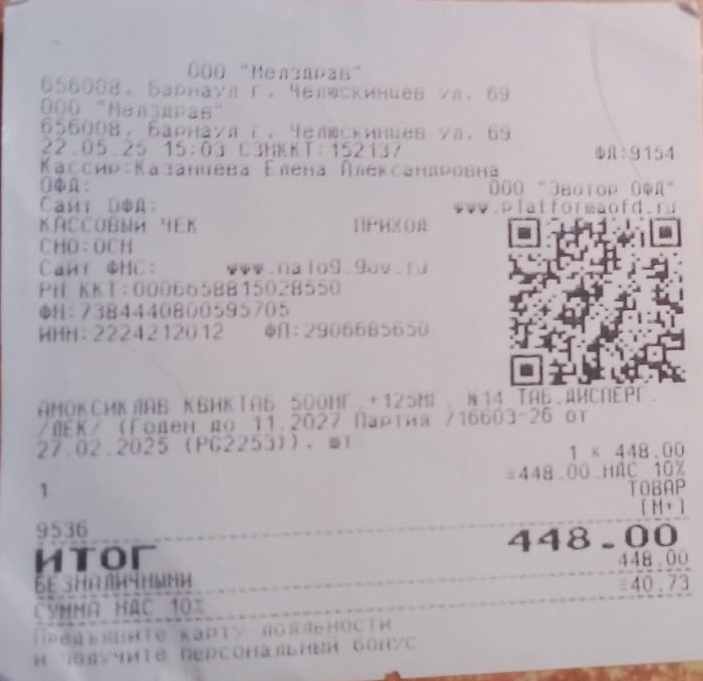 ООО "Мелздрав"
656008, Барнаул г. Челюскинцев ул. 69
ООО "Мелздрав"
656008, Барнаул г. Челюскинцев ул. 69
22.05.25 15:03 СЗНККТ:152137 ФД:9154
Кассир:Казанцева Елена Александровна
ОФД: ООО "Эвотор ОФД"
Сайт ОФД: www.platformaofd.ru
КАССОВЫЙ ЧЕК ПРИХОД
СНО:ОСН
Сайт ФНС: www.nalog.gov.ru
РН ККТ:0006658815028550
ФН:7384440800595705
ИНН:2224212012 ФП:2906685650
АМОКСИКЛАВ КВИКТАБ 500МГ.+125МГ. N14 ТАБ.ДИСПЕРГ.
/ЛЕК/ (Годен до 11.2027 Партия /16603-26 от
27.02.2025 (PG2253)), шт
1 x 448.00
=448.00 НДС 10%
1 ТОВАР
[M+]
9536
ИТОГ 448.00
БЕЗНАЛИЧНЫМИ 448.00
СУММА НДС 10% =40.73
Предъявите карту лояльности
и получите персональный бонус